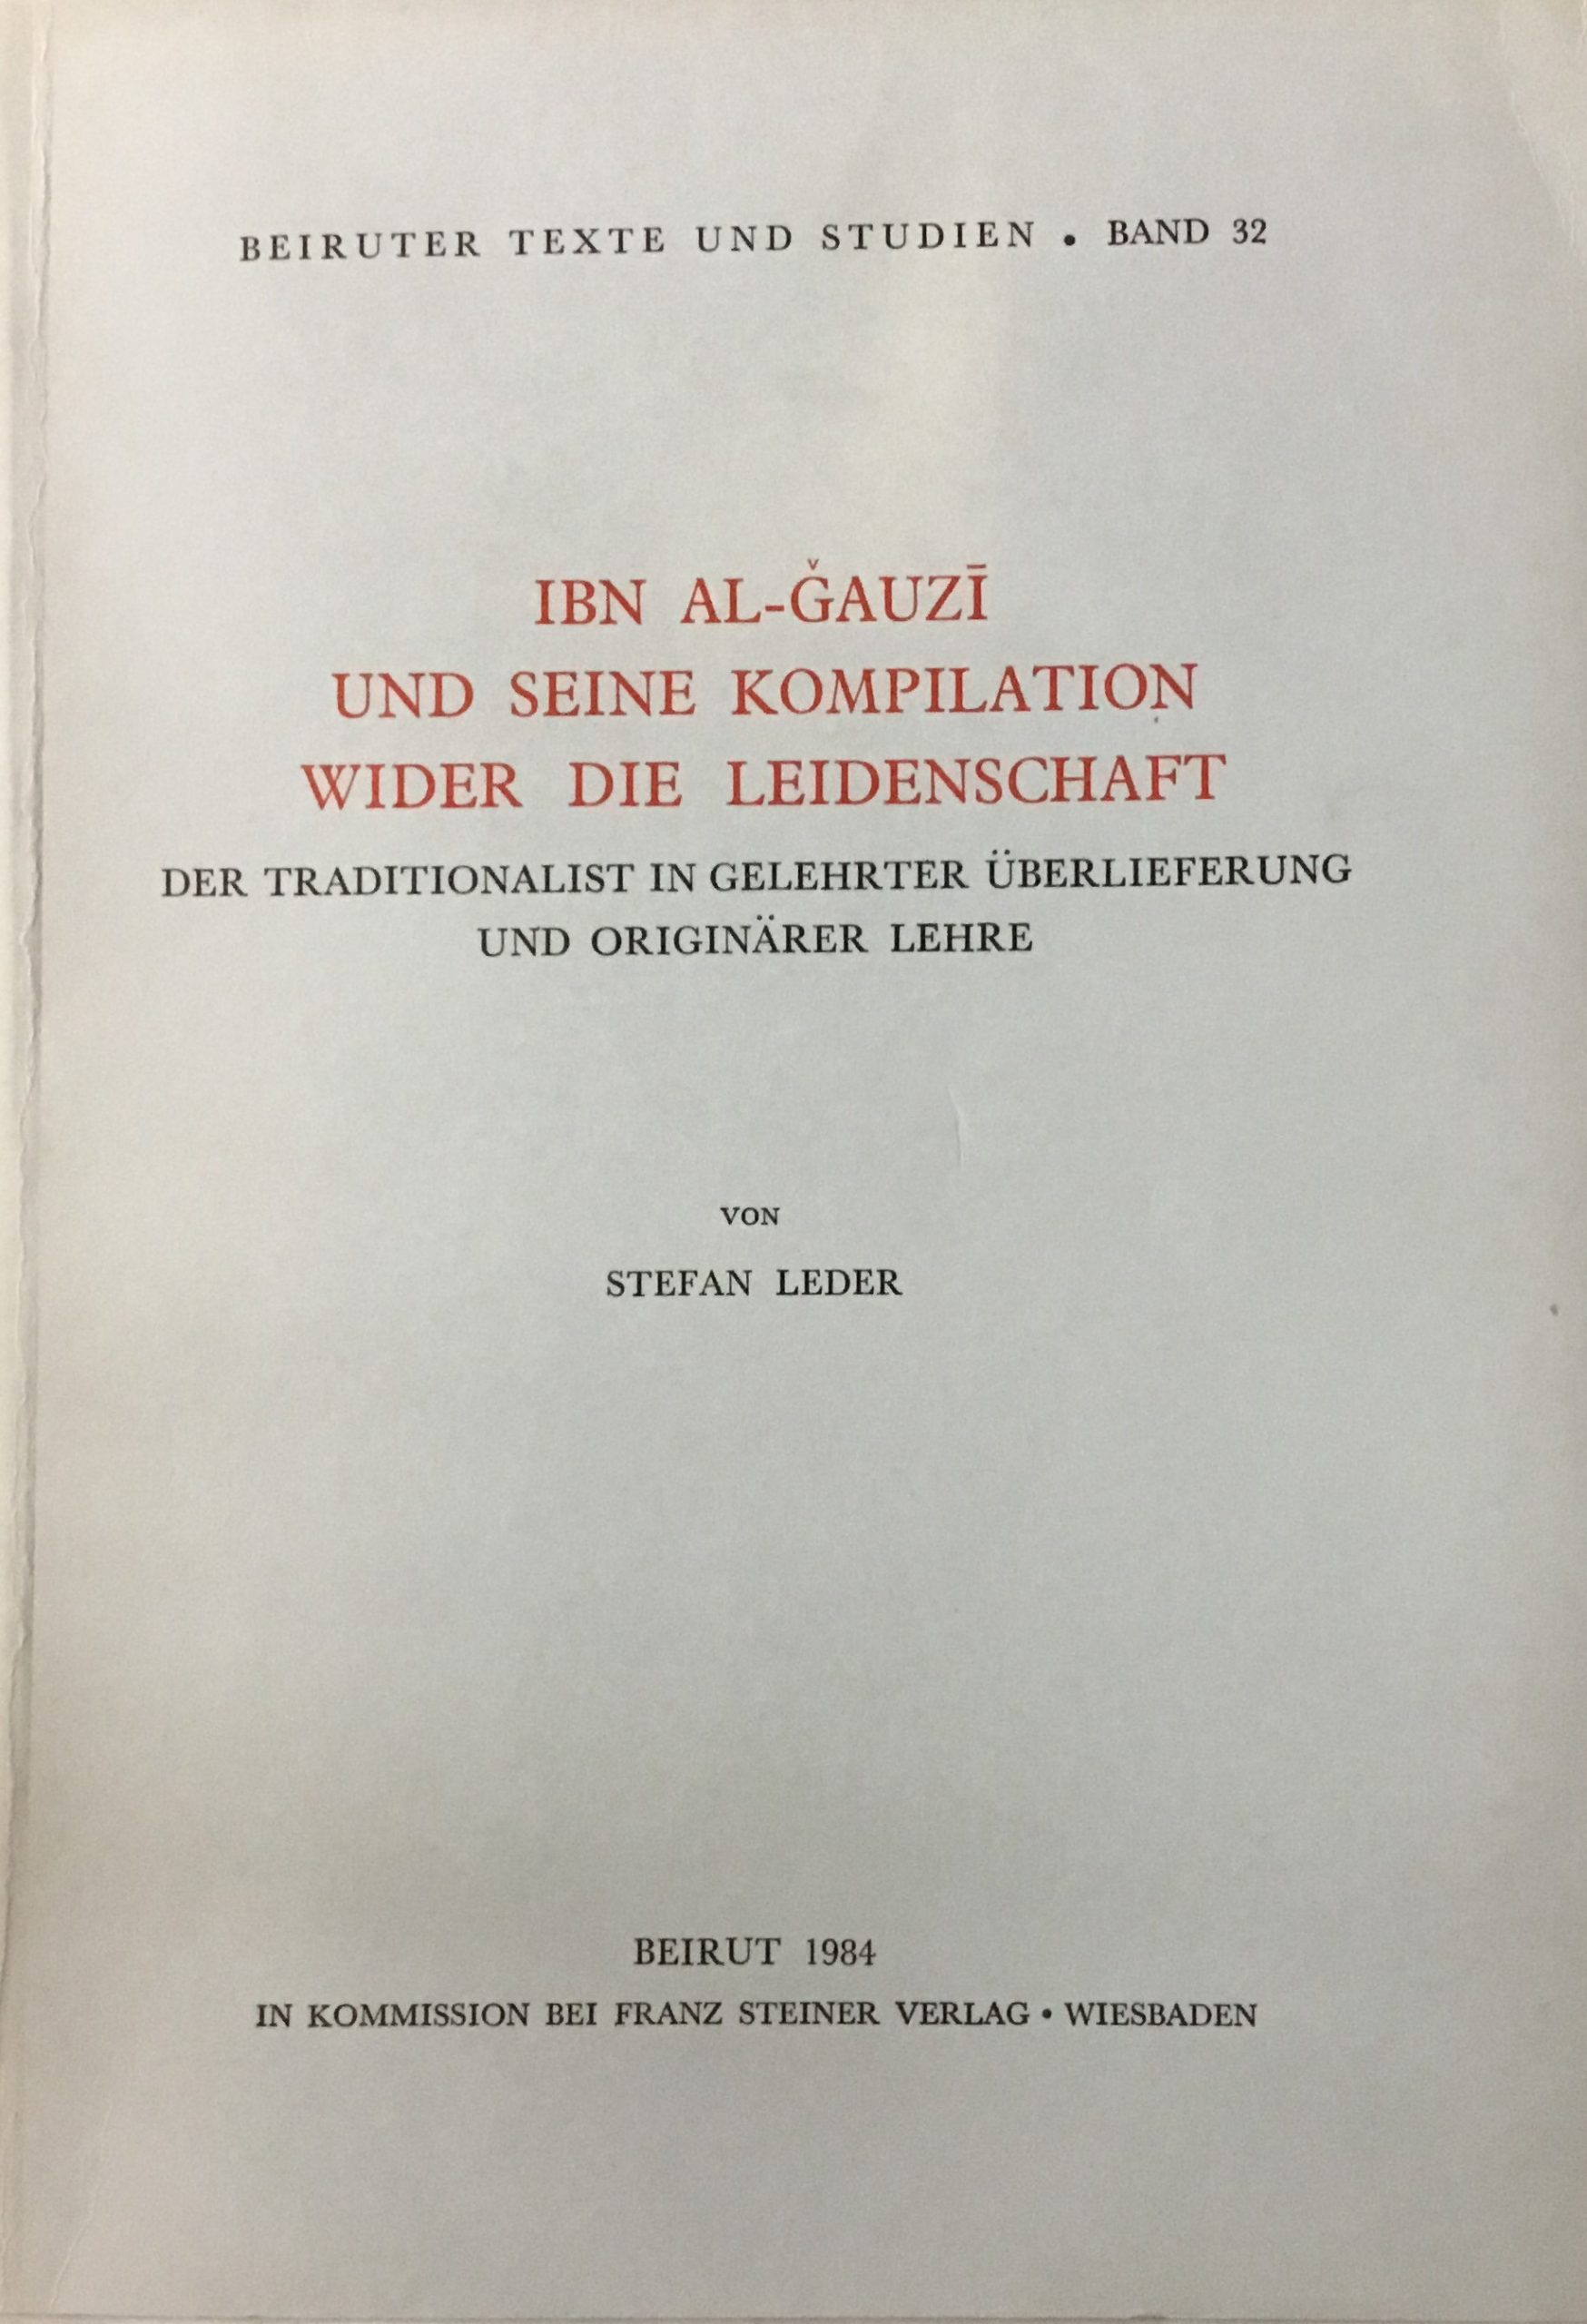 BEIRUTER TEXTE UND STUDIEN • BAND 32
IBN AL-ǦAUZĪ
UND SEINE KOMPILATION
WIDER DIE LEIDENSCHAFT
DER TRADITIONALIST IN GELEHRTER ÜBERLIEFERUNG
UND ORIGINÄRER LEHRE
VON
STEFAN LEDER
BEIRUT 1984
IN KOMMISSION BEI FRANZ STEINER VERLAG • WIESBADEN